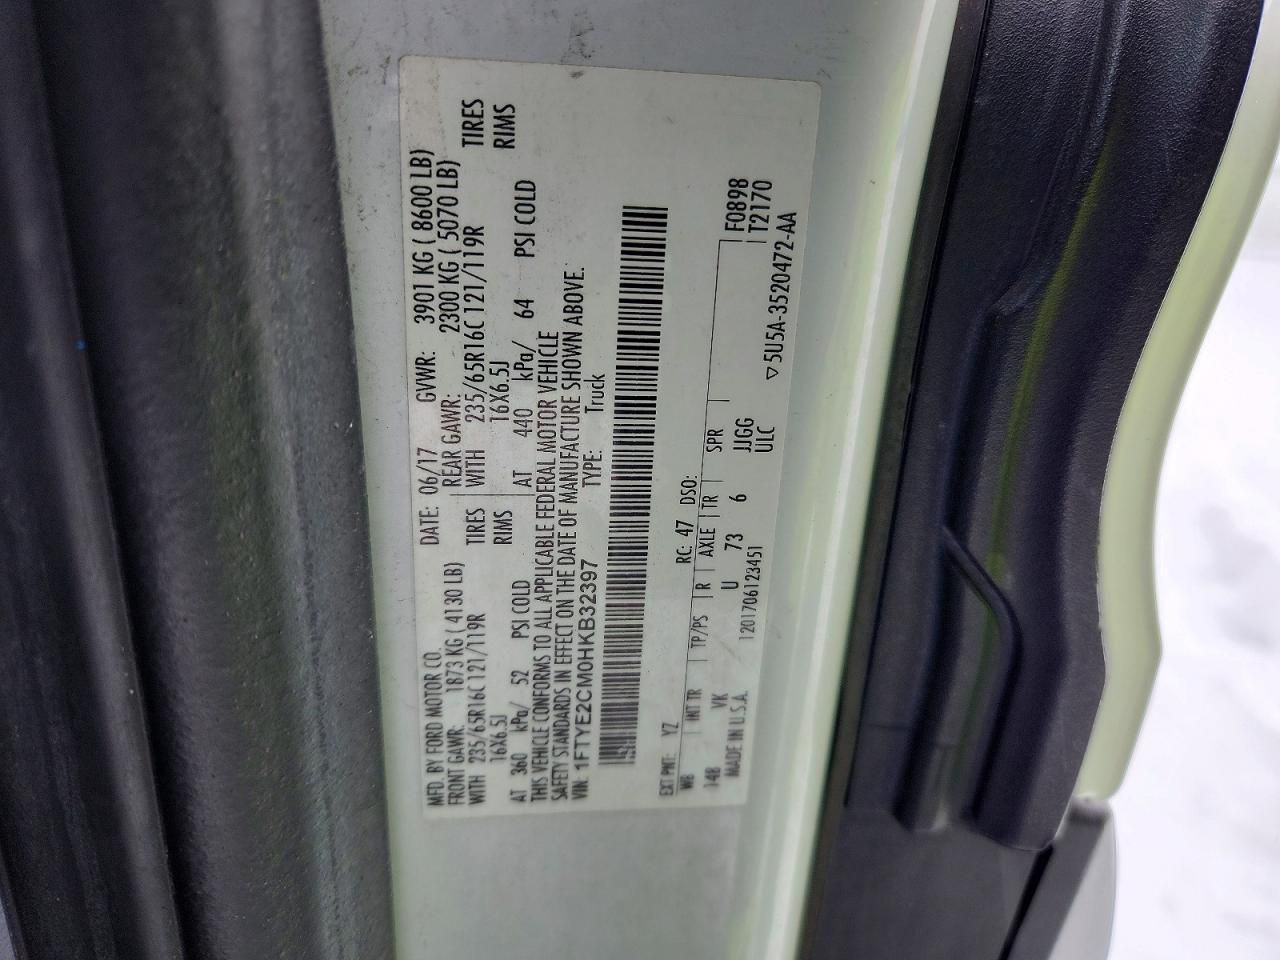 MFD. BY FORD MOTOR CO. DATE: 06/17 GVWR: 3901 KG ( 8600 LB)
FRONT GAWR: 1873 KG ( 4130 LB) REAR GAWR: 2300 KG ( 5070 LB)
WITH 235/65R16C 121/119R TIRES WITH 235/65R16C 121/119R TIRES
16X6.5J RIMS 16X6.5J RIMS
AT 360 kPa/ 52 PSI COLD AT 440 kPa/ 64 PSI COLD
THIS VEHICLE CONFORMS TO ALL APPLICABLE FEDERAL MOTOR VEHICLE
SAFETY STANDARDS IN EFFECT ON THE DATE OF MANUFACTURE SHOWN ABOVE.
VIN: 1FTYE2CM0HKB32397 TYPE: Truck
EXT PNT: YZ RC: 47 DSO:
WB INT TR TP/PS R AXLE TR SPR F0898
148 VK U 73 6 JJGG T2170
MADE IN U.S.A. 1201706123451 ULC ▽5U5A-3520472-AA